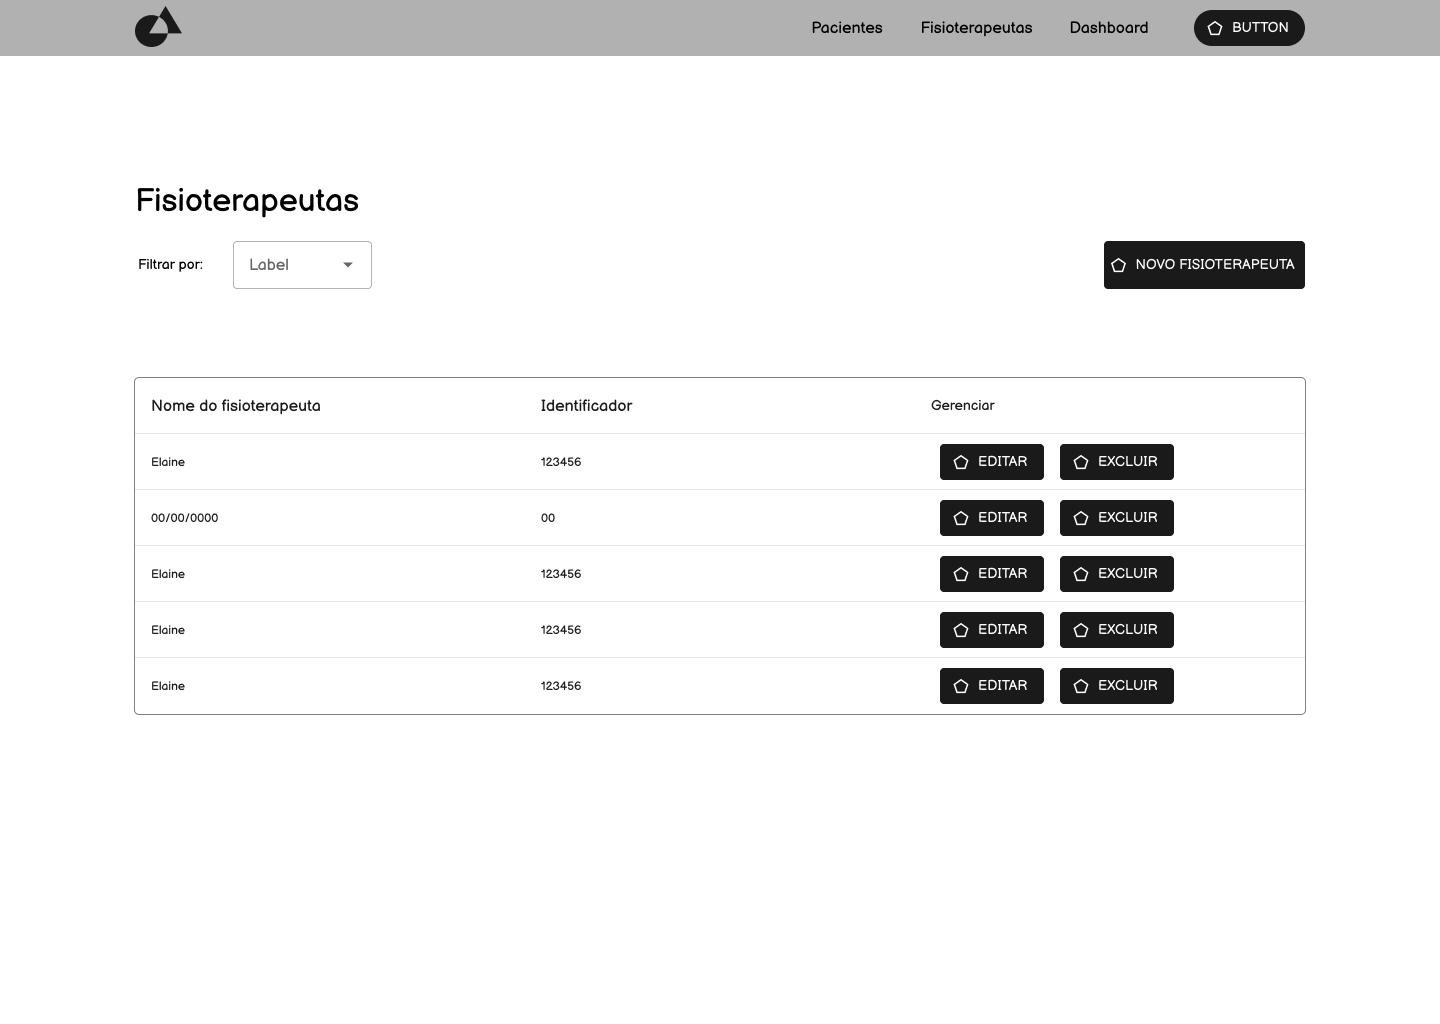 Pacientes Fisioterapeutas Dashboard BUTTON
Fisioterapeutas
Filtrar por: Label NOVO FISIOTERAPEUTA
Nome do fisioterapeuta Identificador Gerenciar
Elaine 123456 EDITAR EXCLUIR
00/00/0000 00 EDITAR EXCLUIR
Elaine 123456 EDITAR EXCLUIR
Elaine 123456 EDITAR EXCLUIR
Elaine 123456 EDITAR EXCLUIR